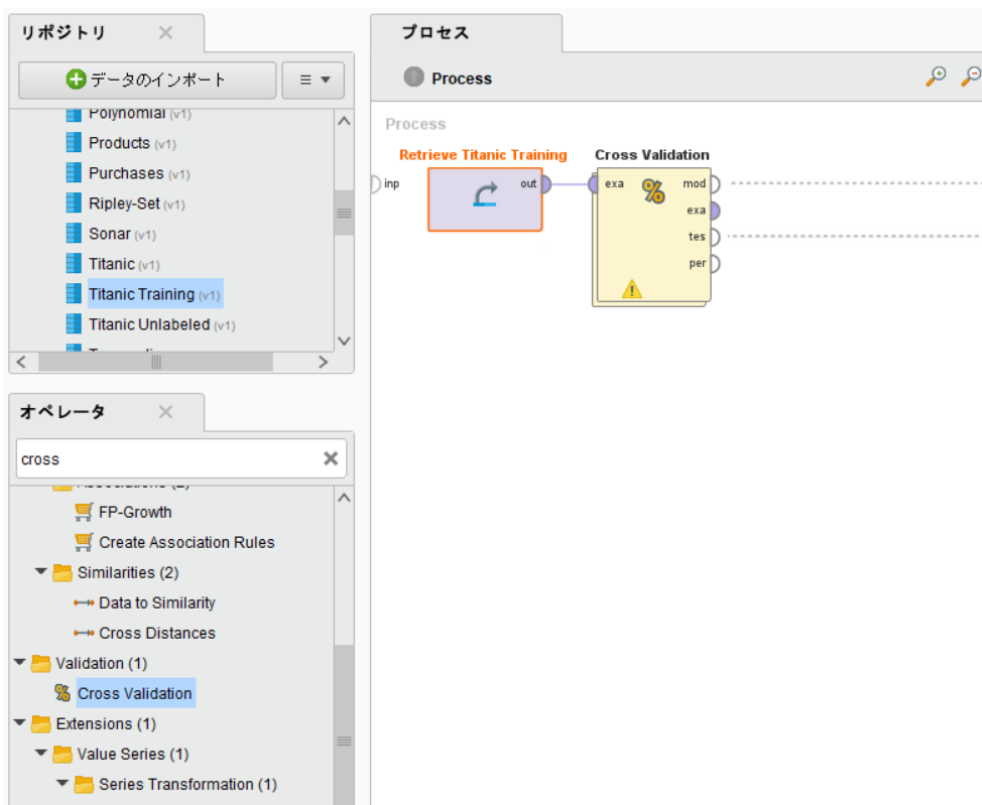 リポジトリ
データのインポート
Polynomial (v1)
Products (v1)
Purchases (v1)
Ripley-Set (v1)
Sonar (v1)
Titanic (v1)
Titanic Training (v1)
Titanic Unlabeled (v1)
オペレータ
cross
FP-Growth
Create Association Rules
Similarities (2)
Data to Similarity
Cross Distances
Validation (1)
Cross Validation
Extensions (1)
Value Series (1)
Series Transformation (1)
プロセス
Process
Process
Retrieve Titanic Training
Cross Validation
inp
out
exa
mod
exa
tes
per